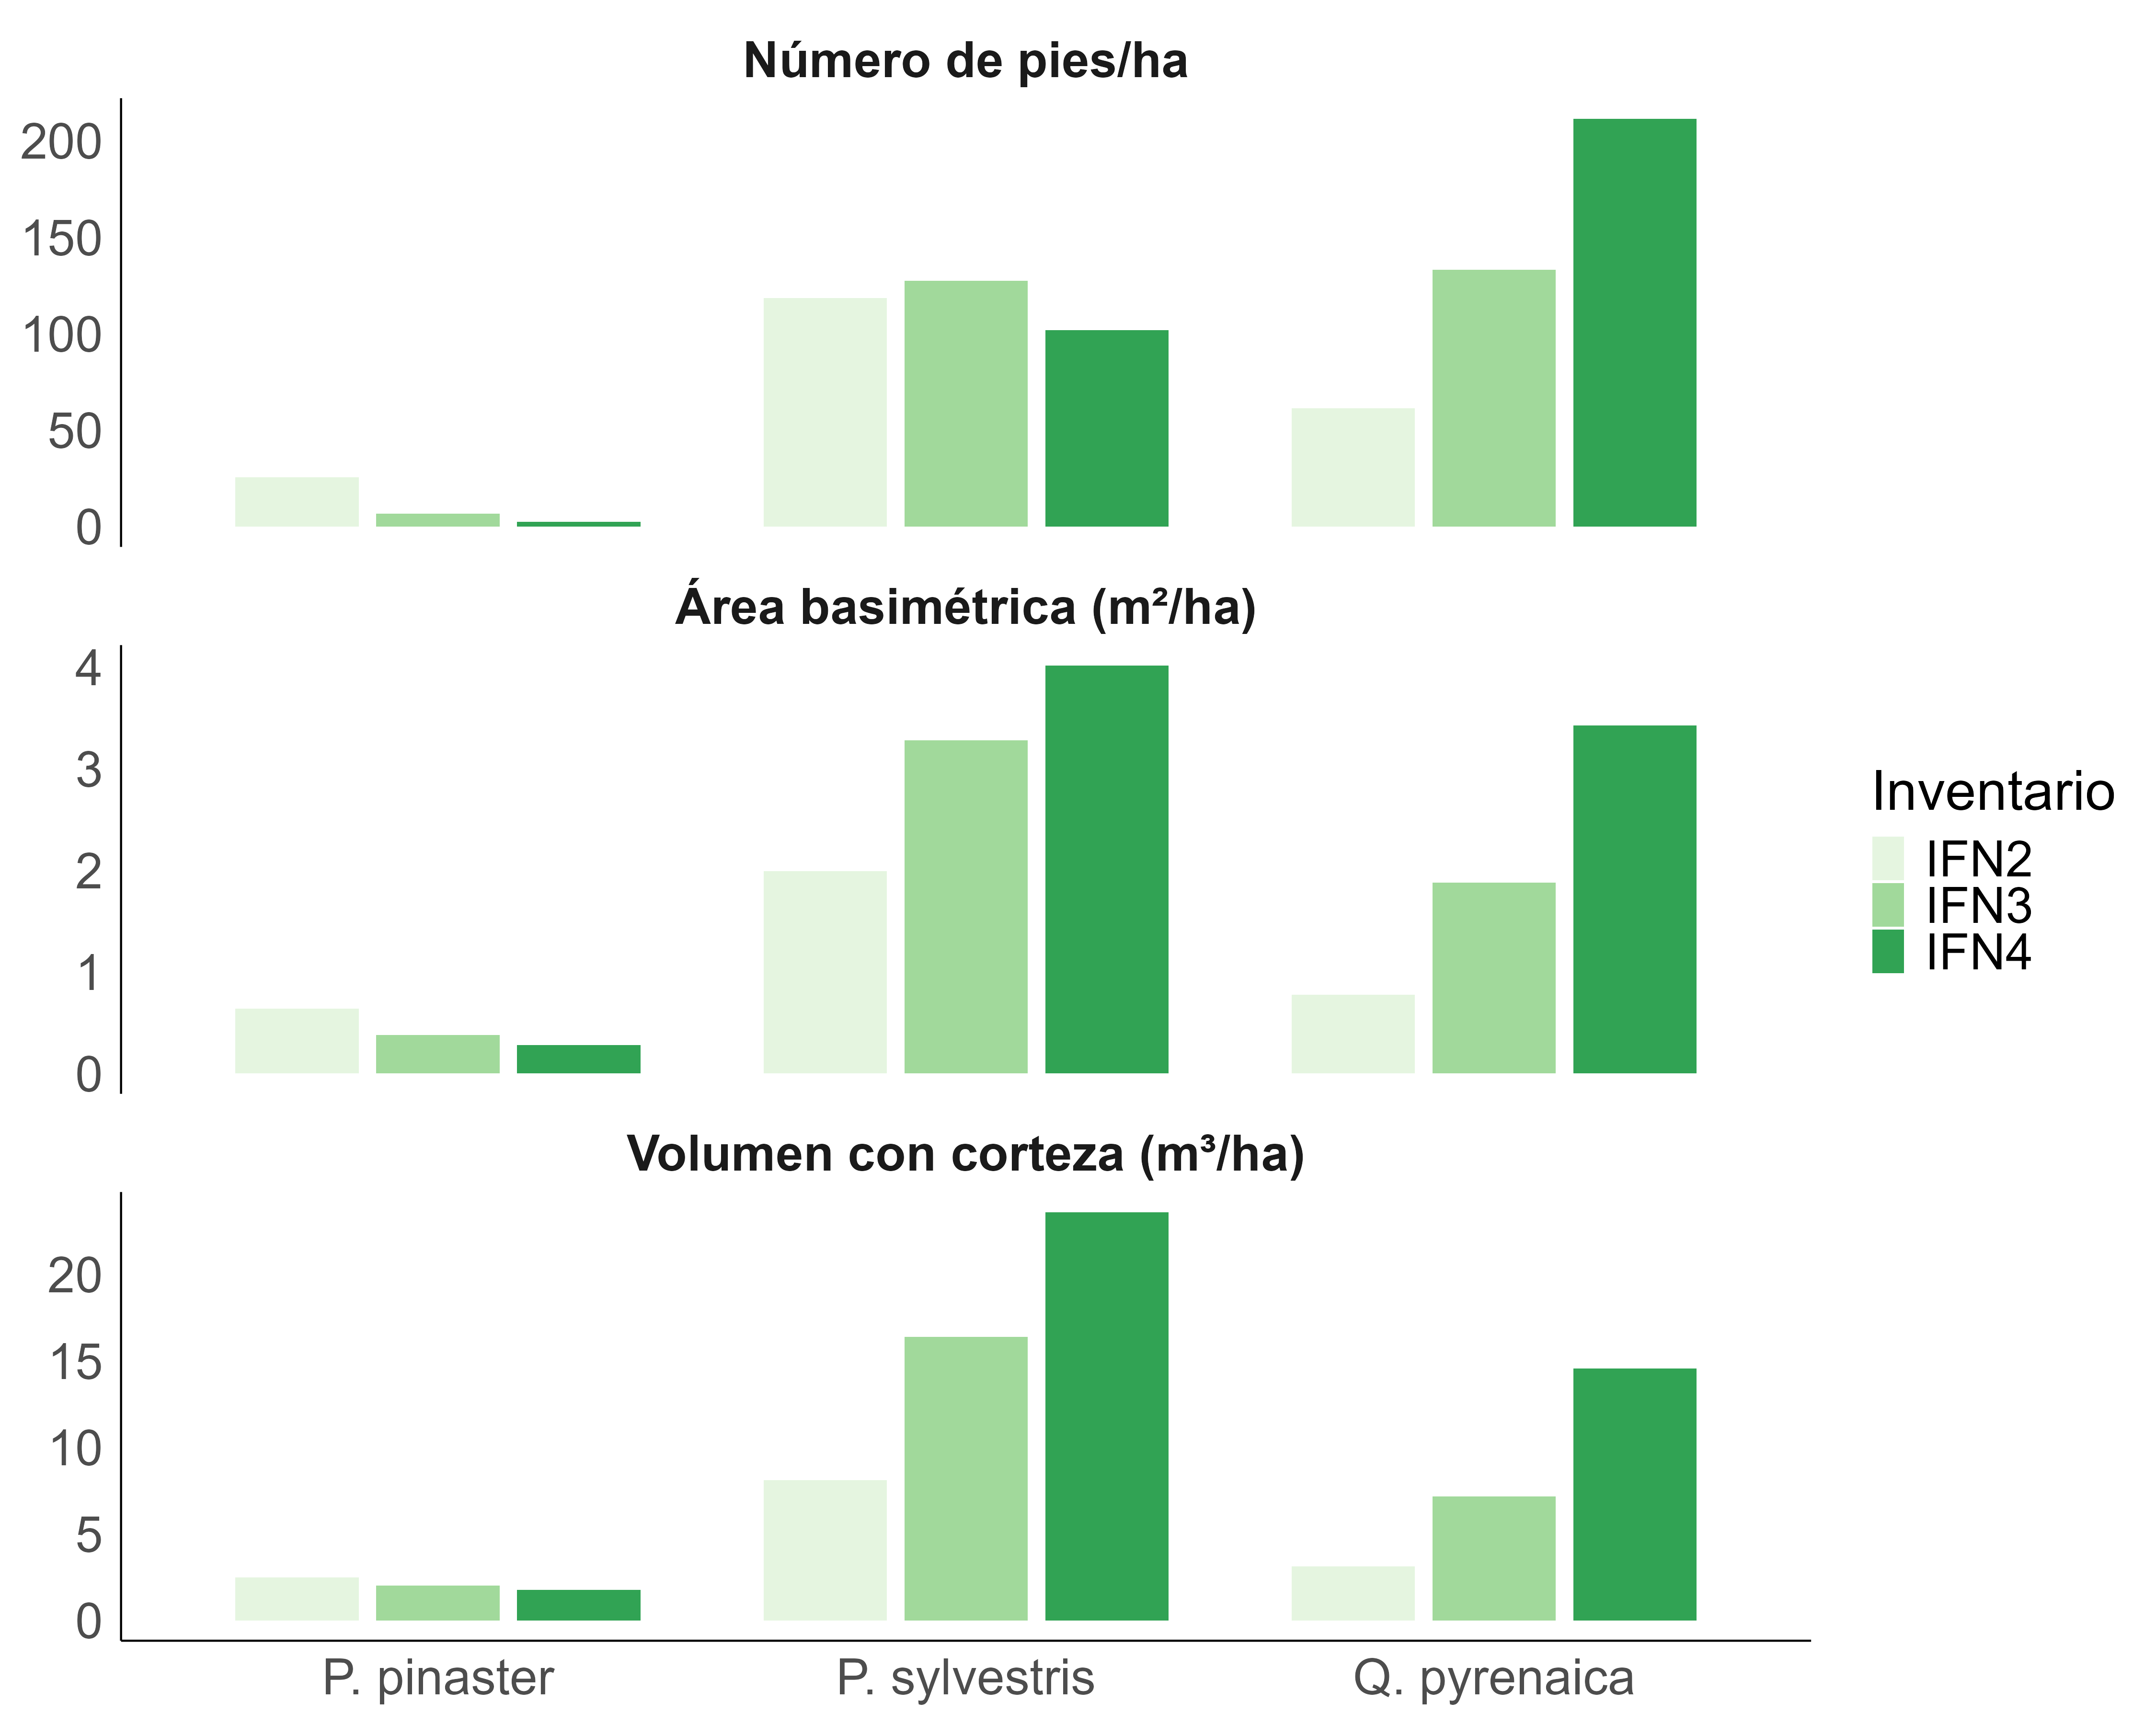 Número de pies/ha
200
150
100
50
0
Área basimétrica (m²/ha)
4
3
2
1
0
Volumen con corteza (m³/ha)
20
15
10
5
0
P. pinaster P. sylvestris Q. pyrenaica
Inventario
IFN2
IFN3
IFN4